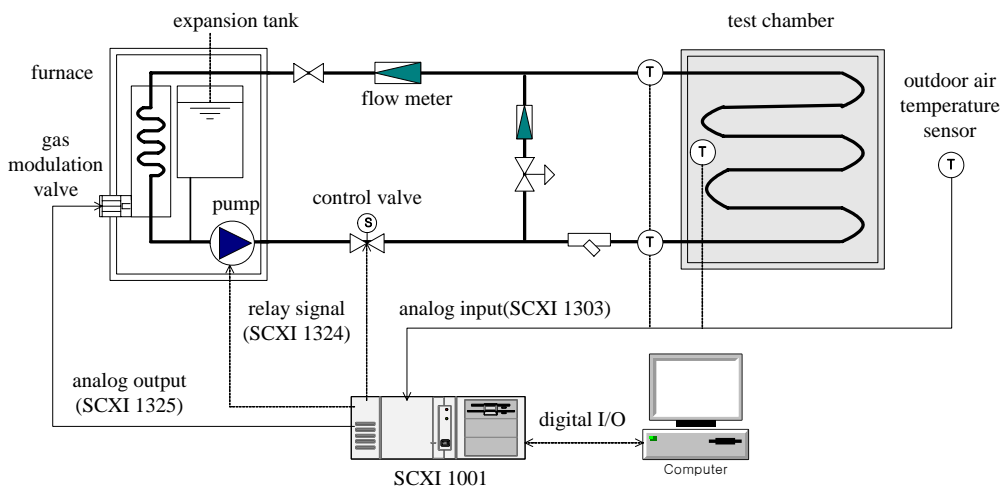 expansion tank
test chamber
furnace
flow meter
T
outdoor air
temperature
sensor
gas
modulation
valve
T
T
pump
control valve
S
T
relay signal
(SCXI 1324)
analog input(SCXI 1303)
analog output
(SCXI 1325)
digital I/O
SCXI 1001
Computer